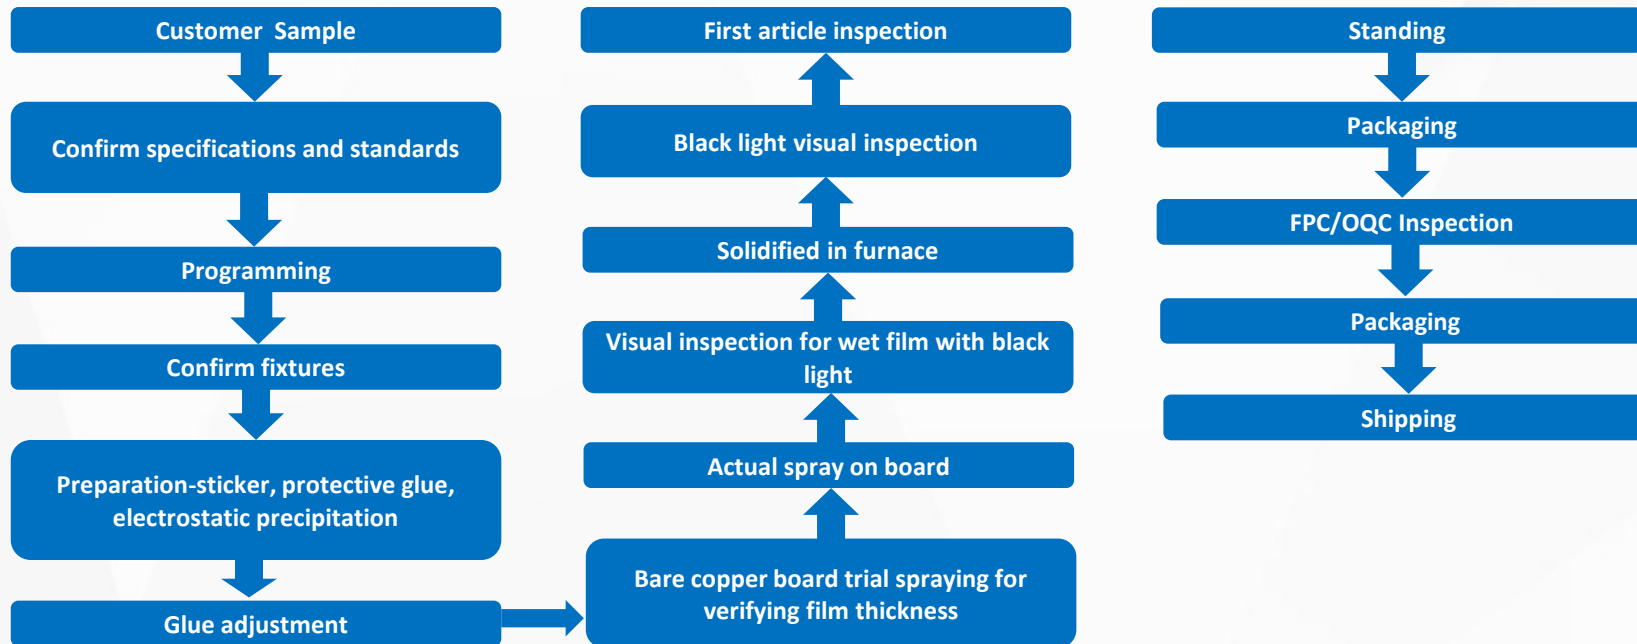 Customer  Sample
Confirm specifications and standards
Programming
Confirm fixtures
Preparation-sticker, protective glue,
electrostatic precipitation
Glue adjustment
Bare copper board trial spraying for
verifying film thickness
Actual spray on board
Visual inspection for wet film with black
light
Solidified in furnace
Black light visual inspection
First article inspection
Standing
Packaging
FPC/OQC Inspection
Packaging
Shipping